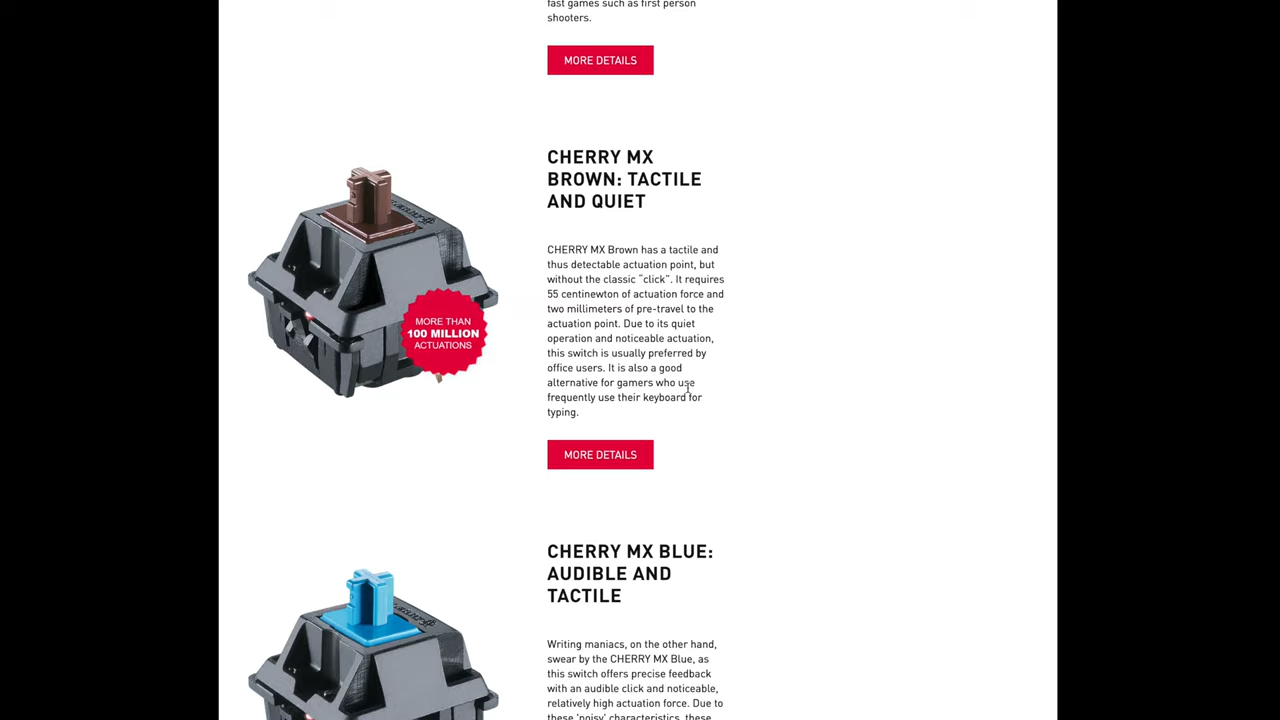 fast games such as first person
shooters.
MORE DETAILS
CHERRY MX
BROWN: TACTILE
AND QUIET
CHERRY MX Brown has a tactile and
thus detectable actuation point, but
without the classic “click”. It requires
55 centinewton of actuation force and
two millimeters of pre-travel to the
actuation point. Due to its quiet
operation and noticeable actuation,
this switch is usually preferred by
office users. It is also a good
alternative for gamers who use
frequently use their keyboard for
typing.
MORE THAN
100 MILLION
ACTUATIONS
MORE DETAILS
CHERRY MX BLUE:
AUDIBLE AND
TACTILE
Writing maniacs, on the other hand,
swear by the CHERRY MX Blue, as
this switch offers precise feedback
with an audible click and noticeable,
relatively high actuation force. Due to
these 'noisy' characteristics, these